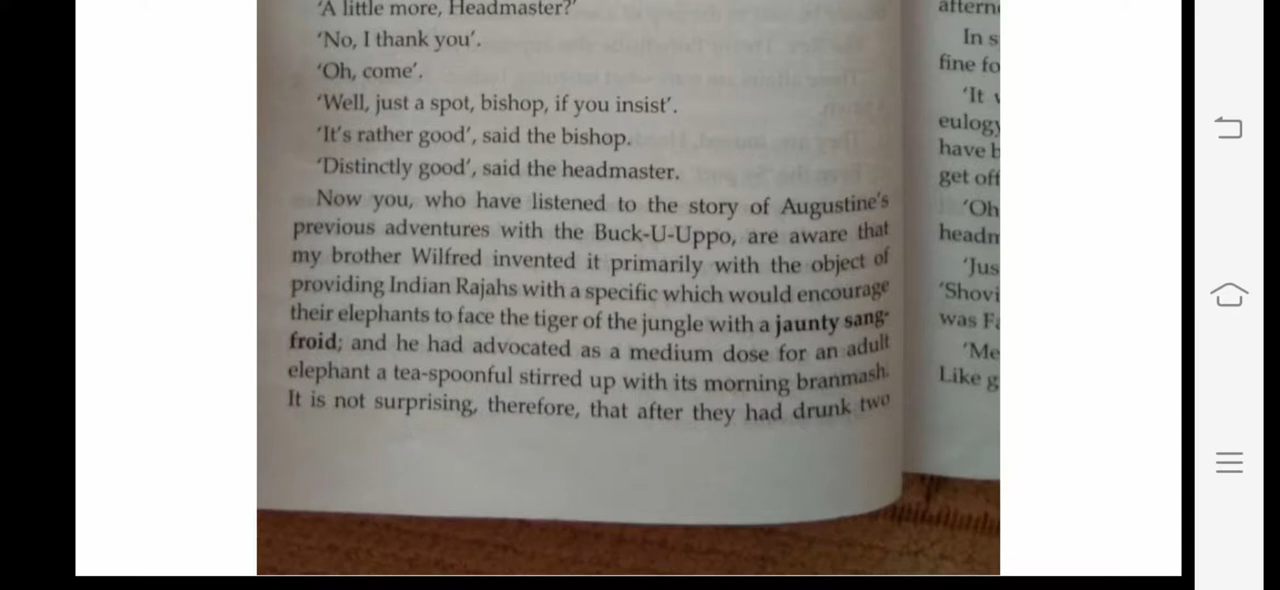 'A little more, Headmaster?'
'No, I thank you'.
'Oh, come'.
'Well, just a spot, bishop, if you insist'.
'It's rather good', said the bishop.
'Distinctly good', said the headmaster.
Now you, who have listened to the story of Augustine's
previous adventures with the Buck-U-Uppo, are aware that
my brother Wilfred invented it primarily with the object of
providing Indian Rajahs with a specific which would encourage
their elephants to face the tiger of the jungle with a jaunty sang-
froid; and he had advocated as a medium dose for an adult
elephant a tea-spoonful stirred up with its morning branmash.
It is not surprising, therefore, that after they had drunk two
In
fine
'It
eulogy
have
get off
'Oh
'Jus
'Shovi
was
'Me
Like